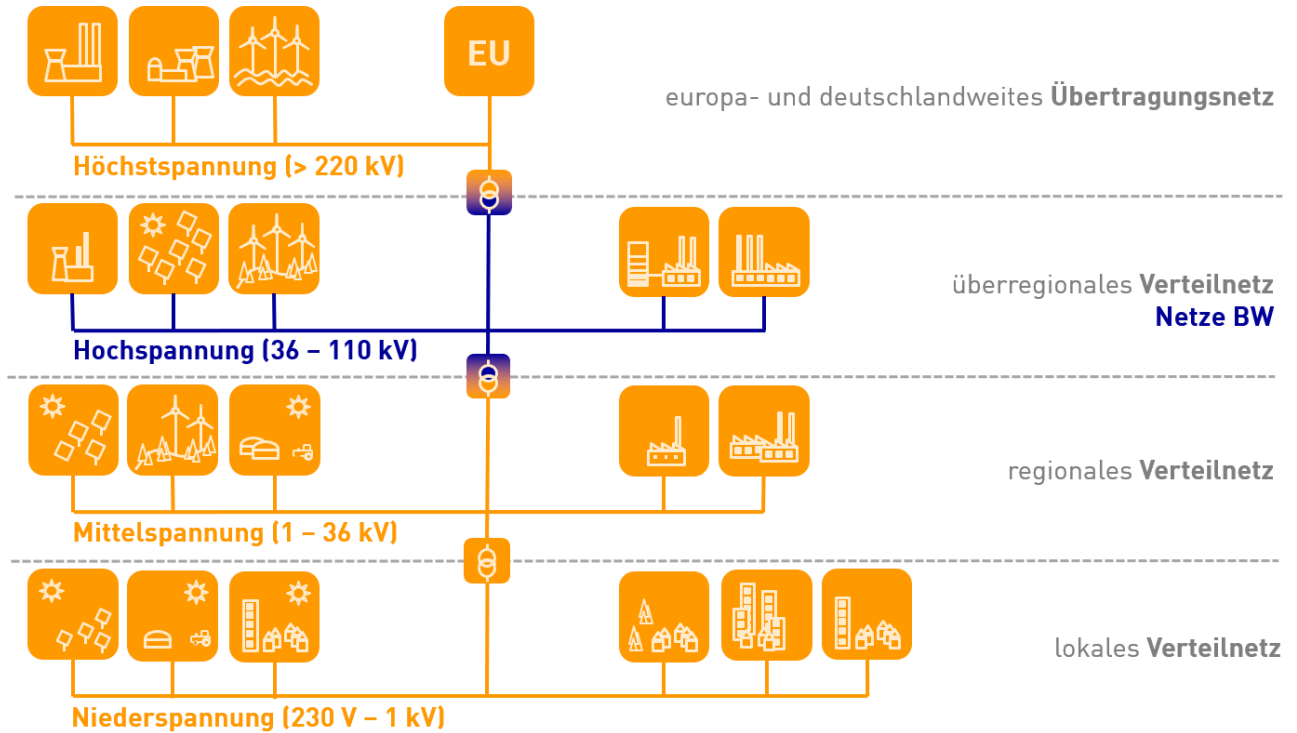 EU
europa- und deutschlandweites Übertragungsnetz
Höchstspannung (> 220 kV)
überregionales Verteilnetz
Netze BW
Hochspannung (36 – 110 kV)
regionales Verteilnetz
Mittelspannung (1 – 36 kV)
lokales Verteilnetz
Niederspannung (230 V – 1 kV)